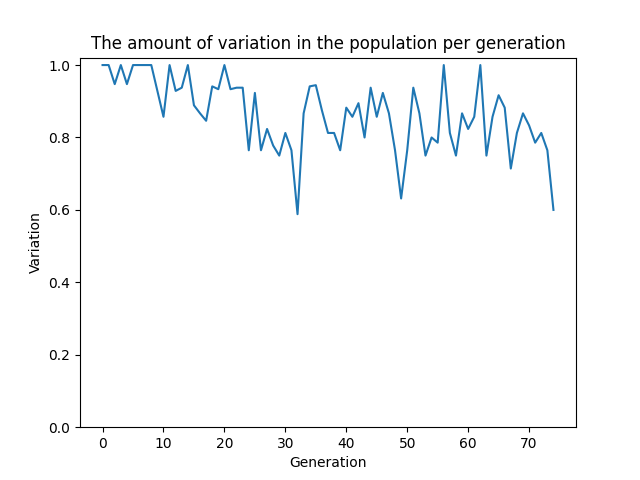 The amount of variation in the population per generation
1.0
0.8
0.6
0.4
0.2
0.0
Variation
0 10 20 30 40 50 60 70
Generation